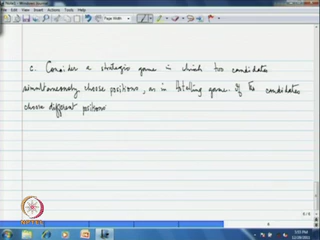 c. Consider a strategic game in which two candidates
simultaneously choose positions, as in Hotelling game. If the candidates
choose different positions